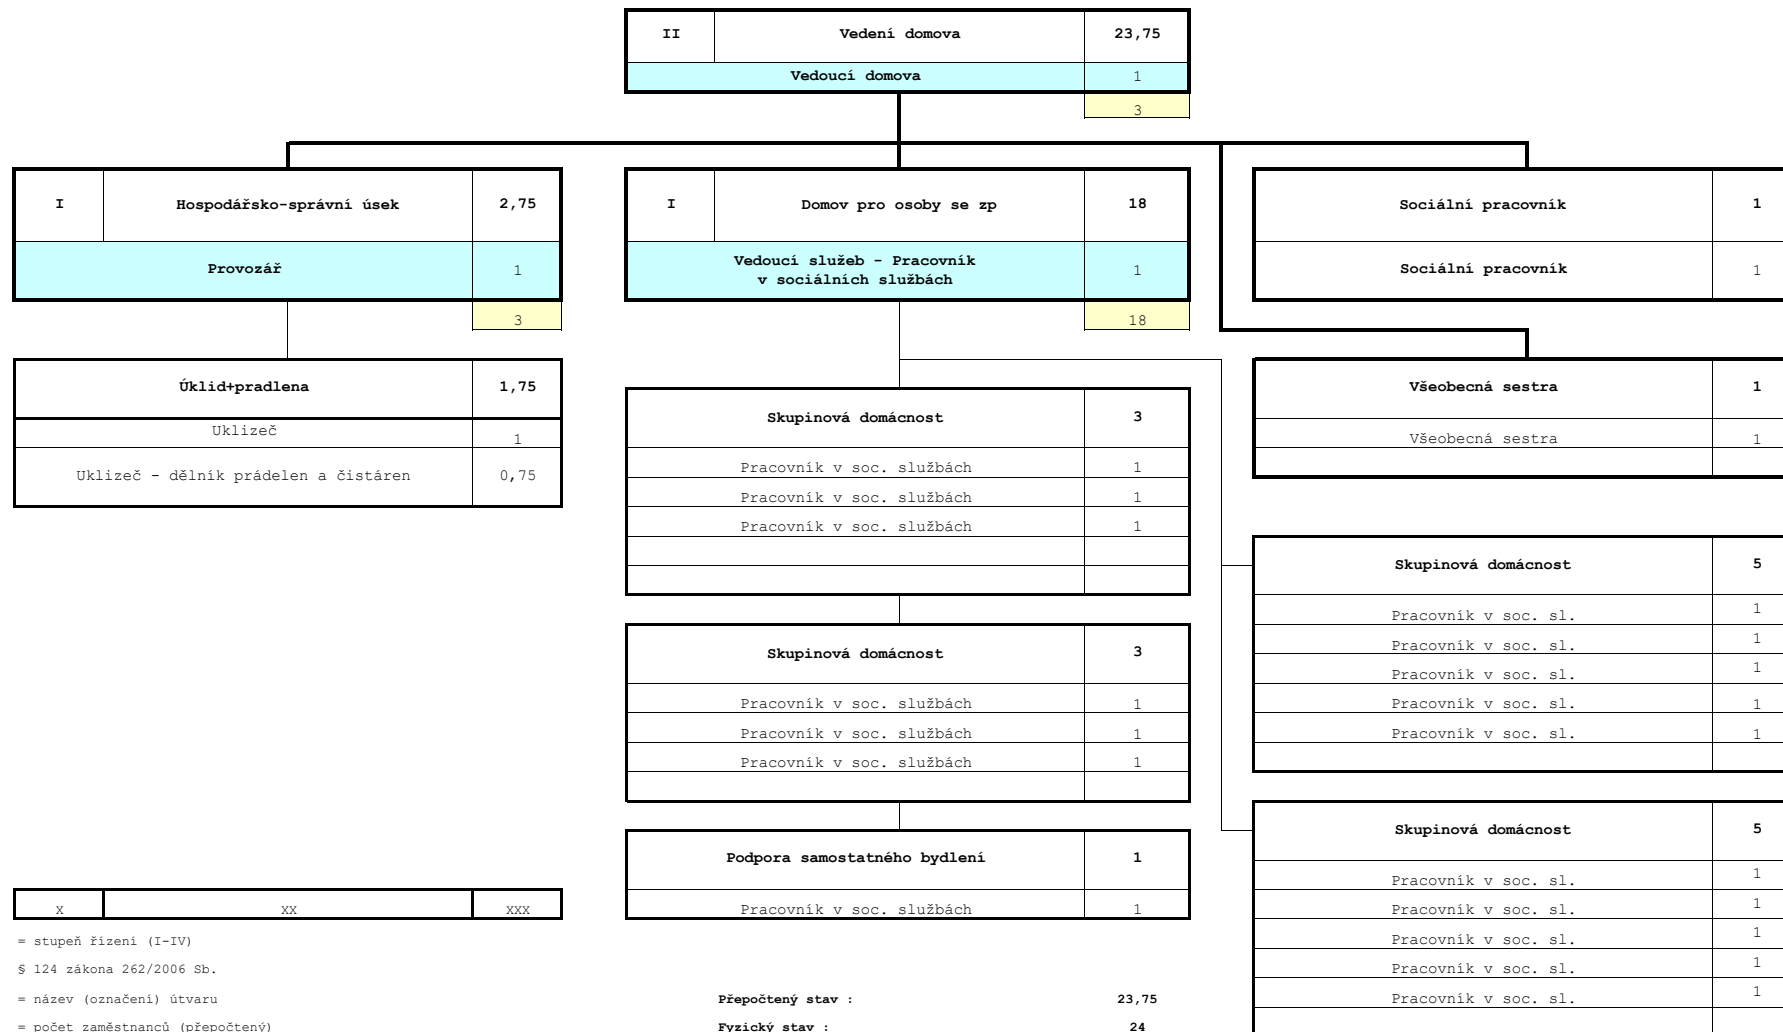 II Vedení domova 23,75
Vedoucí domova 1
3
I Hospodářsko-správní úsek 2,75
Provozář 1
3
Úklid+pradlena 1,75
Uklizeč 1
Uklizeč - dělník prádelen a čistáren 0,75
I Domov pro osoby se zp 18
Vedoucí služeb - Pracovník
v sociálních službách 1
18
Skupinová domácnost 3
Pracovník v soc. službách 1
Pracovník v soc. službách 1
Pracovník v soc. službách 1
Skupinová domácnost 3
Pracovník v soc. službách 1
Pracovník v soc. službách 1
Pracovník v soc. službách 1
Podpora samostatného bydlení 1
Pracovník v soc. službách 1
Sociální pracovník 1
Sociální pracovník 1
Všeobecná sestra 1
Všeobecná sestra 1
Skupinová domácnost 5
Pracovník v soc. sl. 1
Pracovník v soc. sl. 1
Pracovník v soc. sl. 1
Pracovník v soc. sl. 1
Pracovník v soc. sl. 1
Skupinová domácnost 5
Pracovník v soc. sl. 1
Pracovník v soc. sl. 1
Pracovník v soc. sl. 1
Pracovník v soc. sl. 1
Pracovník v soc. sl. 1
X XX XXX
= stupeň řízení (I-IV)
§ 124 zákona 262/2006 Sb.
= název (označení) útvaru
= počet zaměstnanců (přepočtený)
Přepočtený stav : 23,75
Fyzický stav : 24